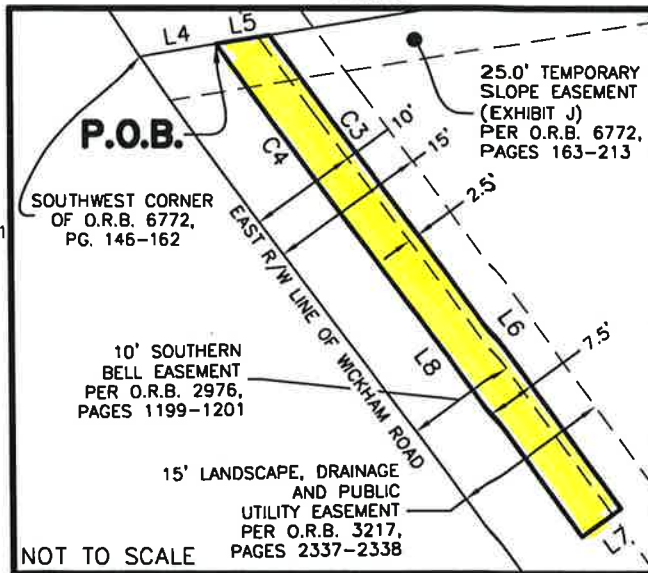 L4
L5
25.0' TEMPORARY
SLOPE EASEMENT
(EXHIBIT J)
PER O.R.B. 6772,
PAGES 163-213
P.O.B.
C3
10'
C4
15'
2.5'
SOUTHWEST CORNER
OF O.R.B. 6772,
PG. 146-162
1
EAST R/W LINE OF WICKHAM ROAD
L6
7.5'
L8
10' SOUTHERN
BELL EASEMENT
PER O.R.B. 2976,
PAGES 1199-1201
15' LANDSCAPE, DRAINAGE
AND PUBLIC
UTILITY EASEMENT
PER O.R.B. 3217,
PAGES 2337-2338
L7.
NOT TO SCALE